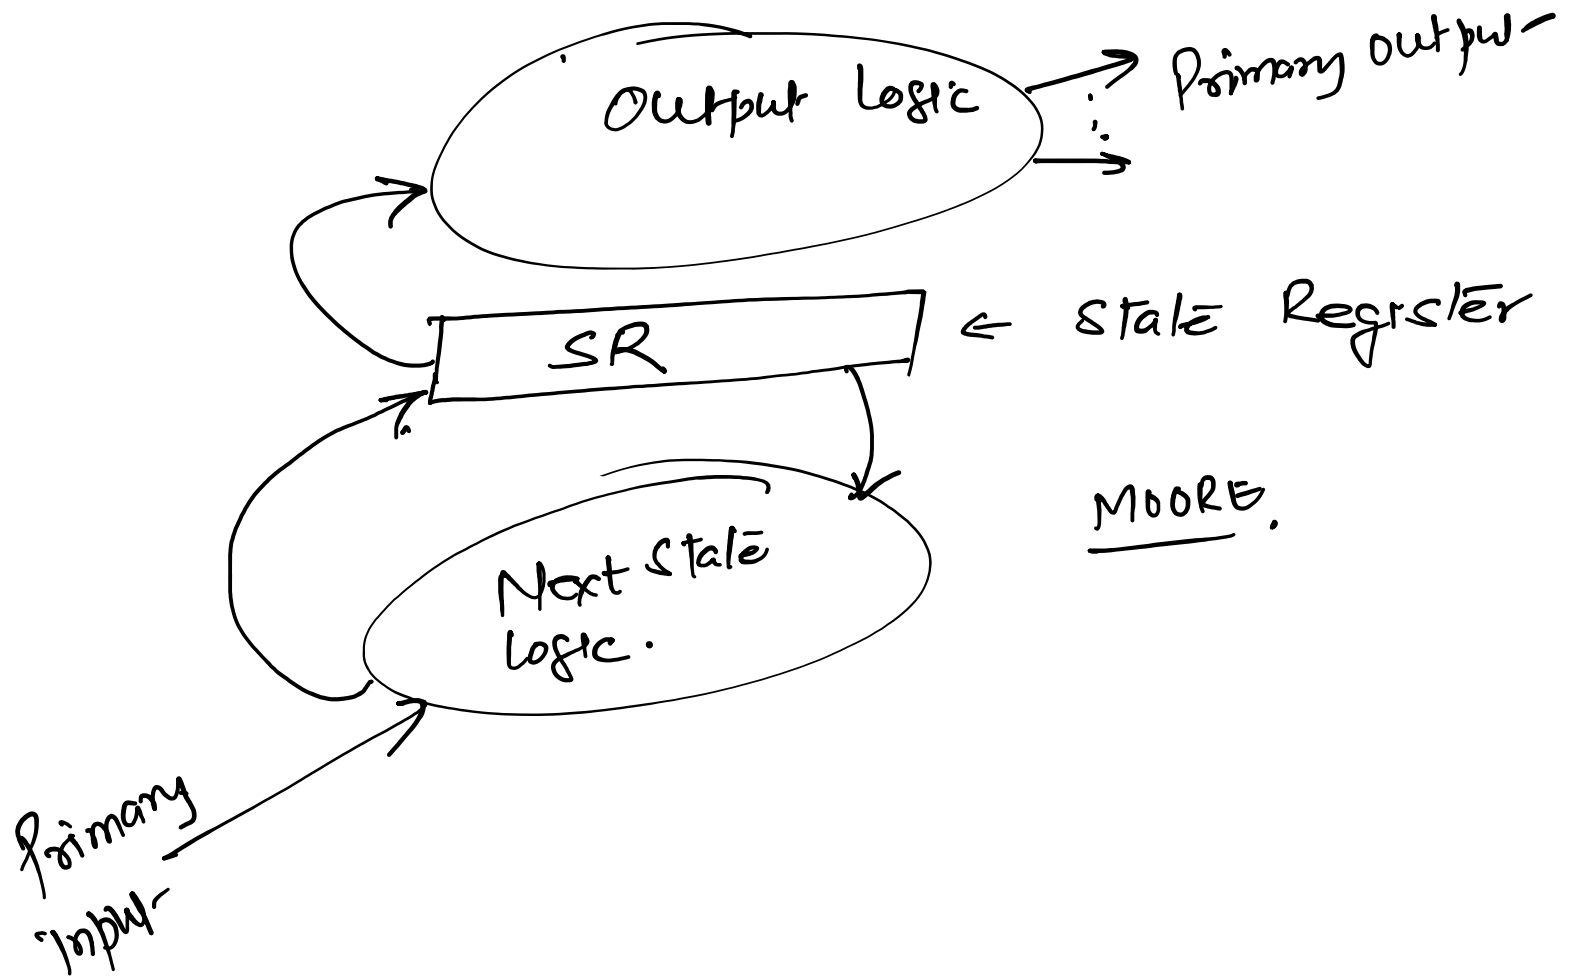 Output Logic
Primary output
SR
← State Register
MOORE.
Next State
Logic.
Primary
Input